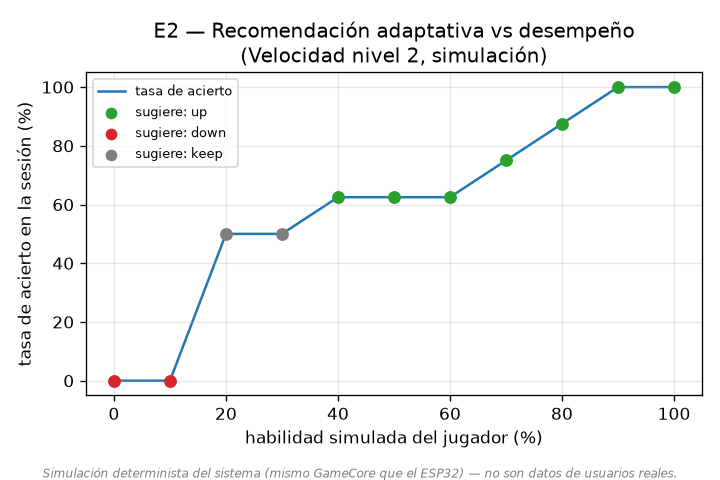 E2 — Recomendación adaptativa vs desempeño
(Velocidad nivel 2, simulación)
tasa de acierto en la sesión (%)
100
80
60
40
20
0
tasa de acierto
sugiere: up
sugiere: down
sugiere: keep
0 20 40 60 80 100
habilidad simulada del jugador (%)
Simulación determinista del sistema (mismo GameCore que el ESP32) — no son datos de usuarios reales.